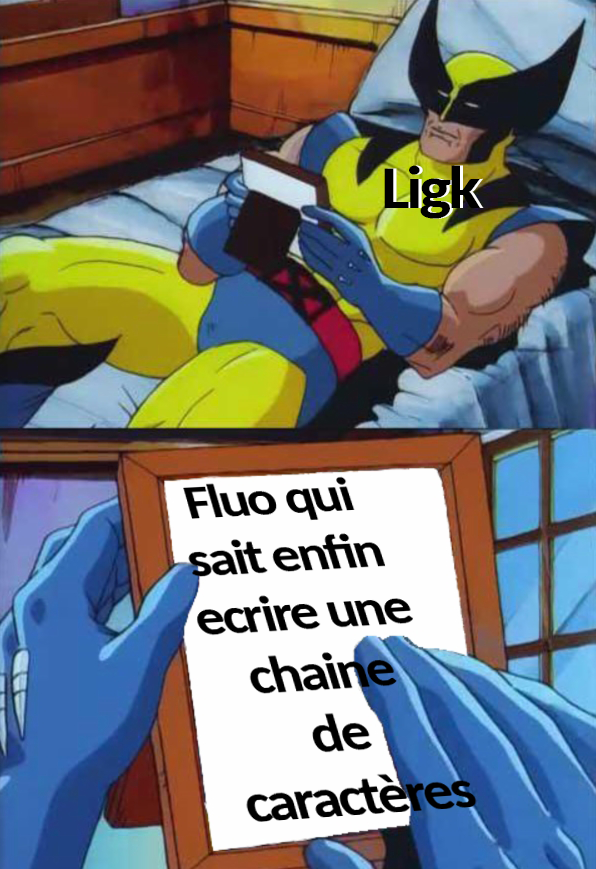 Ligk
Fluo qui
sait enfin
ecrire une
chaine
de
caractères